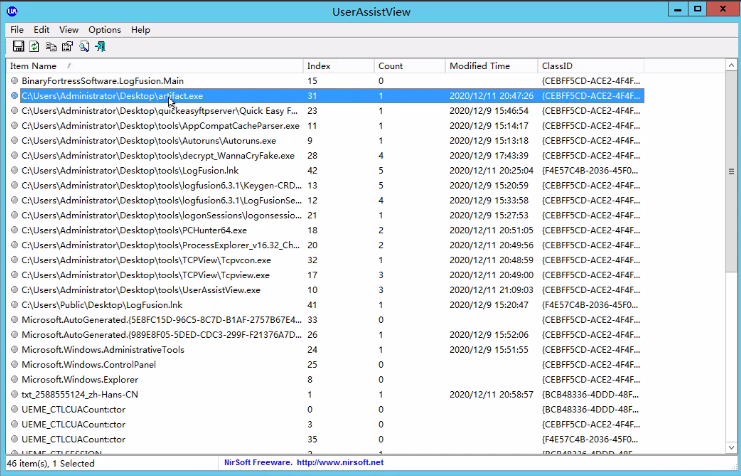 UserAssistView
File Edit View Options Help
Item Name / Index Count Modified Time ClassID
BinaryFortressSoftware.LogFusion.Main 15 0 {CEBFF5CD-ACE2-4F4F...
C:\Users\Administrator\Desktop\artifact.exe 31 1 2020/12/11 20:47:26 {CEBFF5CD-ACE2-4F4F...
C:\Users\Administrator\Desktop\quickeasyftpserver\Quick Easy F... 23 1 2020/12/9 15:46:54 {CEBFF5CD-ACE2-4F4F...
C:\Users\Administrator\Desktop\tools\AppCompatCacheParser.exe 11 1 2020/12/9 15:14:17 {CEBFF5CD-ACE2-4F4F...
C:\Users\Administrator\Desktop\tools\Autoruns\Autoruns.exe 9 1 2020/12/9 15:13:18 {CEBFF5CD-ACE2-4F4F...
C:\Users\Administrator\Desktop\tools\decrypt_WannaCryFake.exe 28 4 2020/12/9 17:43:39 {CEBFF5CD-ACE2-4F4F...
C:\Users\Administrator\Desktop\tools\LogFusion.lnk 42 5 2020/12/11 20:25:04 {F4E57C4B-2036-45F0...
C:\Users\Administrator\Desktop\tools\logfusion6.3.1\Keygen-CRD... 13 5 2020/12/9 15:20:59 {CEBFF5CD-ACE2-4F4F...
C:\Users\Administrator\Desktop\tools\logfusion6.3.1\LogFusionSe... 12 4 2020/12/9 15:33:58 {CEBFF5CD-ACE2-4F4F...
C:\Users\Administrator\Desktop\tools\logonSessions\logonsessio... 21 1 2020/12/9 15:27:53 {CEBFF5CD-ACE2-4F4F...
C:\Users\Administrator\Desktop\tools\PCHunter64.exe 18 2 2020/12/11 20:51:05 {CEBFF5CD-ACE2-4F4F...
C:\Users\Administrator\Desktop\tools\ProcessExplorer_v16.32_Ch... 20 2 2020/12/11 20:49:56 {CEBFF5CD-ACE2-4F4F...
C:\Users\Administrator\Desktop\tools\TCPView\Tcpvcon.exe 32 1 2020/12/11 20:48:59 {CEBFF5CD-ACE2-4F4F...
C:\Users\Administrator\Desktop\tools\TCPView\Tcpview.exe 17 3 2020/12/11 20:49:00 {CEBFF5CD-ACE2-4F4F...
C:\Users\Administrator\Desktop\tools\UserAssistView.exe 10 3 2020/12/11 21:09:03 {CEBFF5CD-ACE2-4F4F...
C:\Users\Public\Desktop\LogFusion.lnk 41 1 2020/12/9 15:20:47 {F4E57C4B-2036-45F0...
Microsoft.AutoGenerated.{5E8FC15D-96C5-8C7D-B1AF-2757B67E4... 33 0 {CEBFF5CD-ACE2-4F4F...
Microsoft.AutoGenerated.{989E8F05-5DED-CDC3-299F-F21376A7D... 26 1 2020/12/9 15:52:06 {CEBFF5CD-ACE2-4F4F...
Microsoft.Windows.AdministrativeTools 24 1 2020/12/9 15:51:55 {CEBFF5CD-ACE2-4F4F...
Microsoft.Windows.ControlPanel 25 0 {CEBFF5CD-ACE2-4F4F...
Microsoft.Windows.Explorer 8 0 {CEBFF5CD-ACE2-4F4F...
txt_2588555124_zh-Hans-CN 1 1 2020/12/11 20:58:57 {BCB48336-4DDD-48F...
UEME_CTLCUACount:ctor 0 0 {BCB48336-4DDD-48F...
UEME_CTLCUACount:ctor 3 0 {CEBFF5CD-ACE2-4F4F...
UEME_CTLCUACount:ctor 35 0 {F4E57C4B-2036-45F0...
46 item(s), 1 Selected NirSoft Freeware. http://www.nirsoft.net